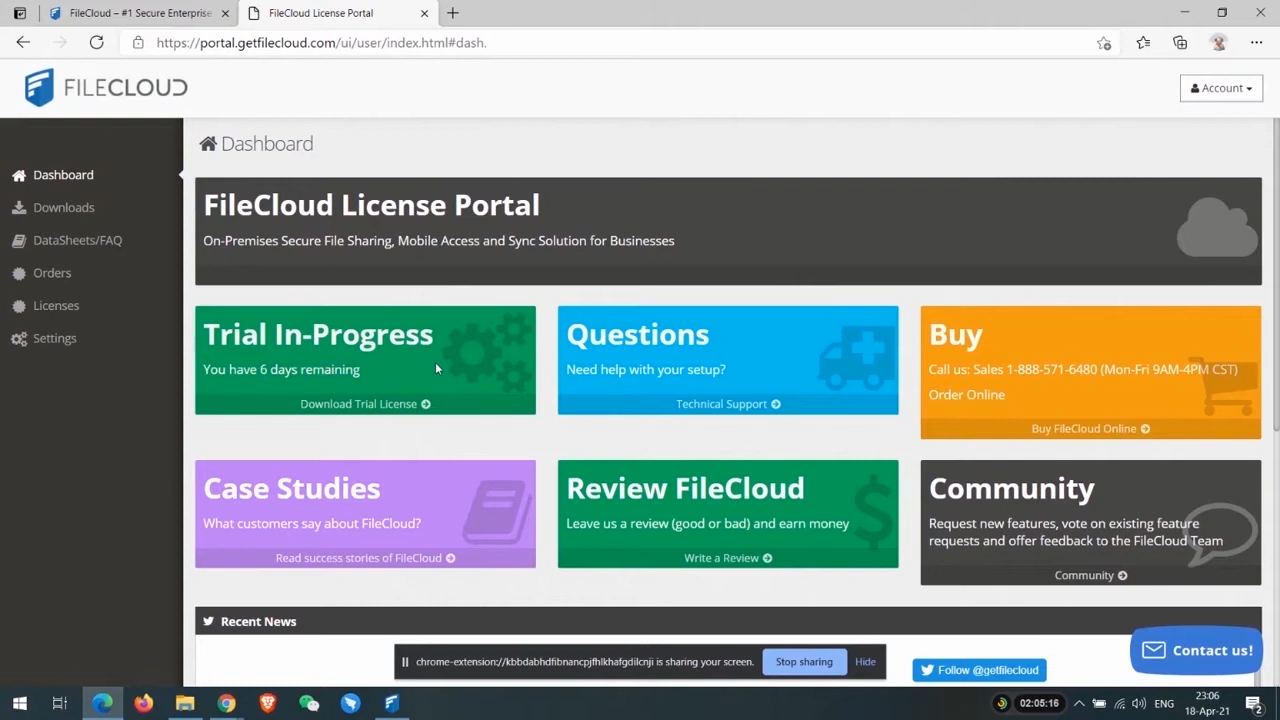 FileCloud – #1 Secure Enterprise
FileCloud License Portal
https://portal.getfilecloud.com/ui/user/index.html#dash.
FILECLOUD
Account
Dashboard
Downloads
DataSheets/FAQ
Orders
Licenses
Settings
Dashboard
FileCloud License Portal
On-Premises Secure File Sharing, Mobile Access and Sync Solution for Businesses
Trial In-Progress
You have 6 days remaining
Download Trial License
Questions
Need help with your setup?
Technical Support
Buy
Call us: Sales 1-888-571-6480 (Mon-Fri 9AM-4PM CST)
Order Online
Buy FileCloud Online
Case Studies
What customers say about FileCloud?
Read success stories of FileCloud
Review FileCloud
Leave us a review (good or bad) and earn money
Write a Review
Community
Request new features, vote on existing feature
requests and offer feedback to the FileCloud Team
Community
Recent News
chrome-extension://kbbdabhdfibnancpjfhlkhafgdilcnji is sharing your screen.
Stop sharing
Hide
Follow @getfilecloud
Contact us!
02:05:16
ENG
23:06
18-Apr-21
2